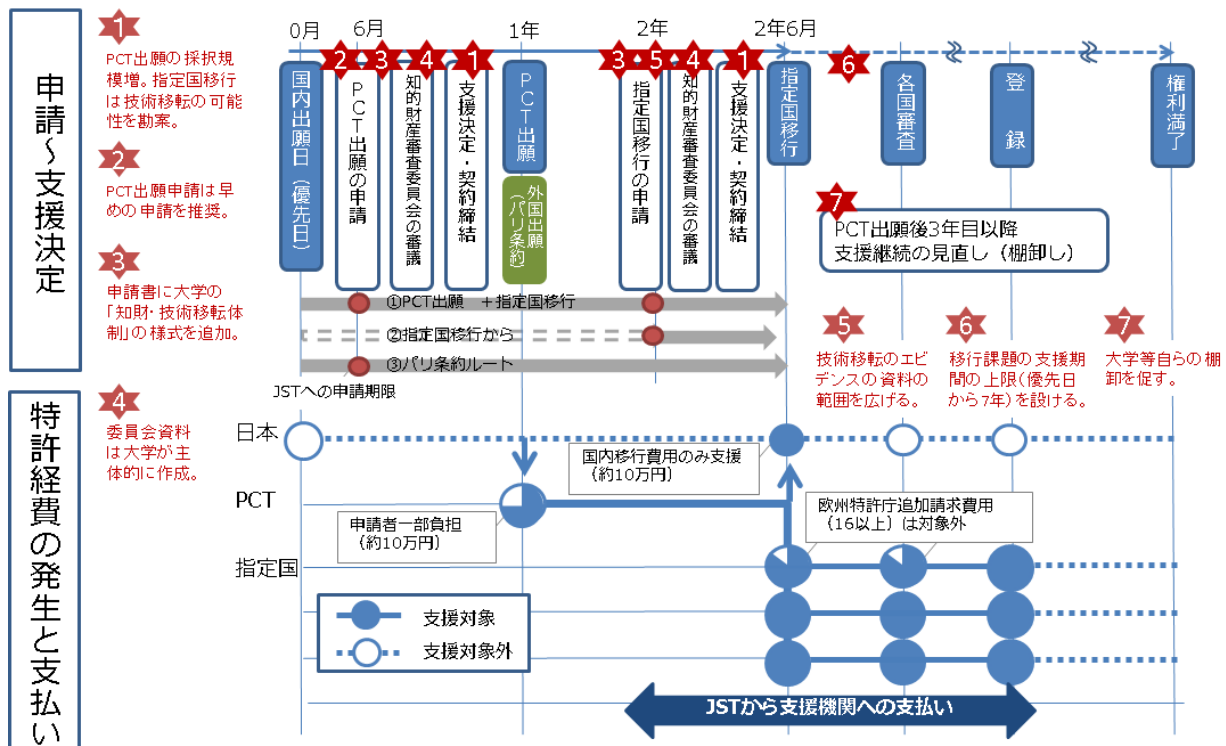 申請～支援決定
1
PCT出願の採択規
模増。指定国移行
は技術移転の可能
性を勘案。
2
PCT出願申請は早
めの申請を推奨。
3
申請書に大学の
「知財・技術移転体
制」の様式を追加。
4
委員会資料
は大学が主
体的に作成。
0月
6月
1年
2年
2年6月
2
3
4
1
3
5
4
1
6
国内出願日（優先日）
PCT出願の申請
知的財産審査委員会の審議
支援決定・契約締結
PCT出願
外国出願
（パリ条約）
指定国移行の申請
知的財産審査委員会の審議
支援決定・契約締結
指定国移行
各国審査
登録
権利満了
7
PCT出願後3年目以降
支援継続の見直し（棚卸し）
①PCT出願　＋指定国移行
②指定国移行から
③パリ条約ルート
JSTへの申請期限
5
技術移転のエビ
デンスの資料の
範囲を広げる。
6
移行課題の支援期
間の上限（優先日
から7年）を設ける。
7
大学等自らの棚
卸を促す。
特許経費の発生と支払い
日本
国内移行費用のみ支援
（約10万円）
PCT
申請者一部負担
（約10万円）
欧州特許庁追加請求費用
（16以上）は対象外
指定国
支援対象
支援対象外
JSTから支援機関への支払い